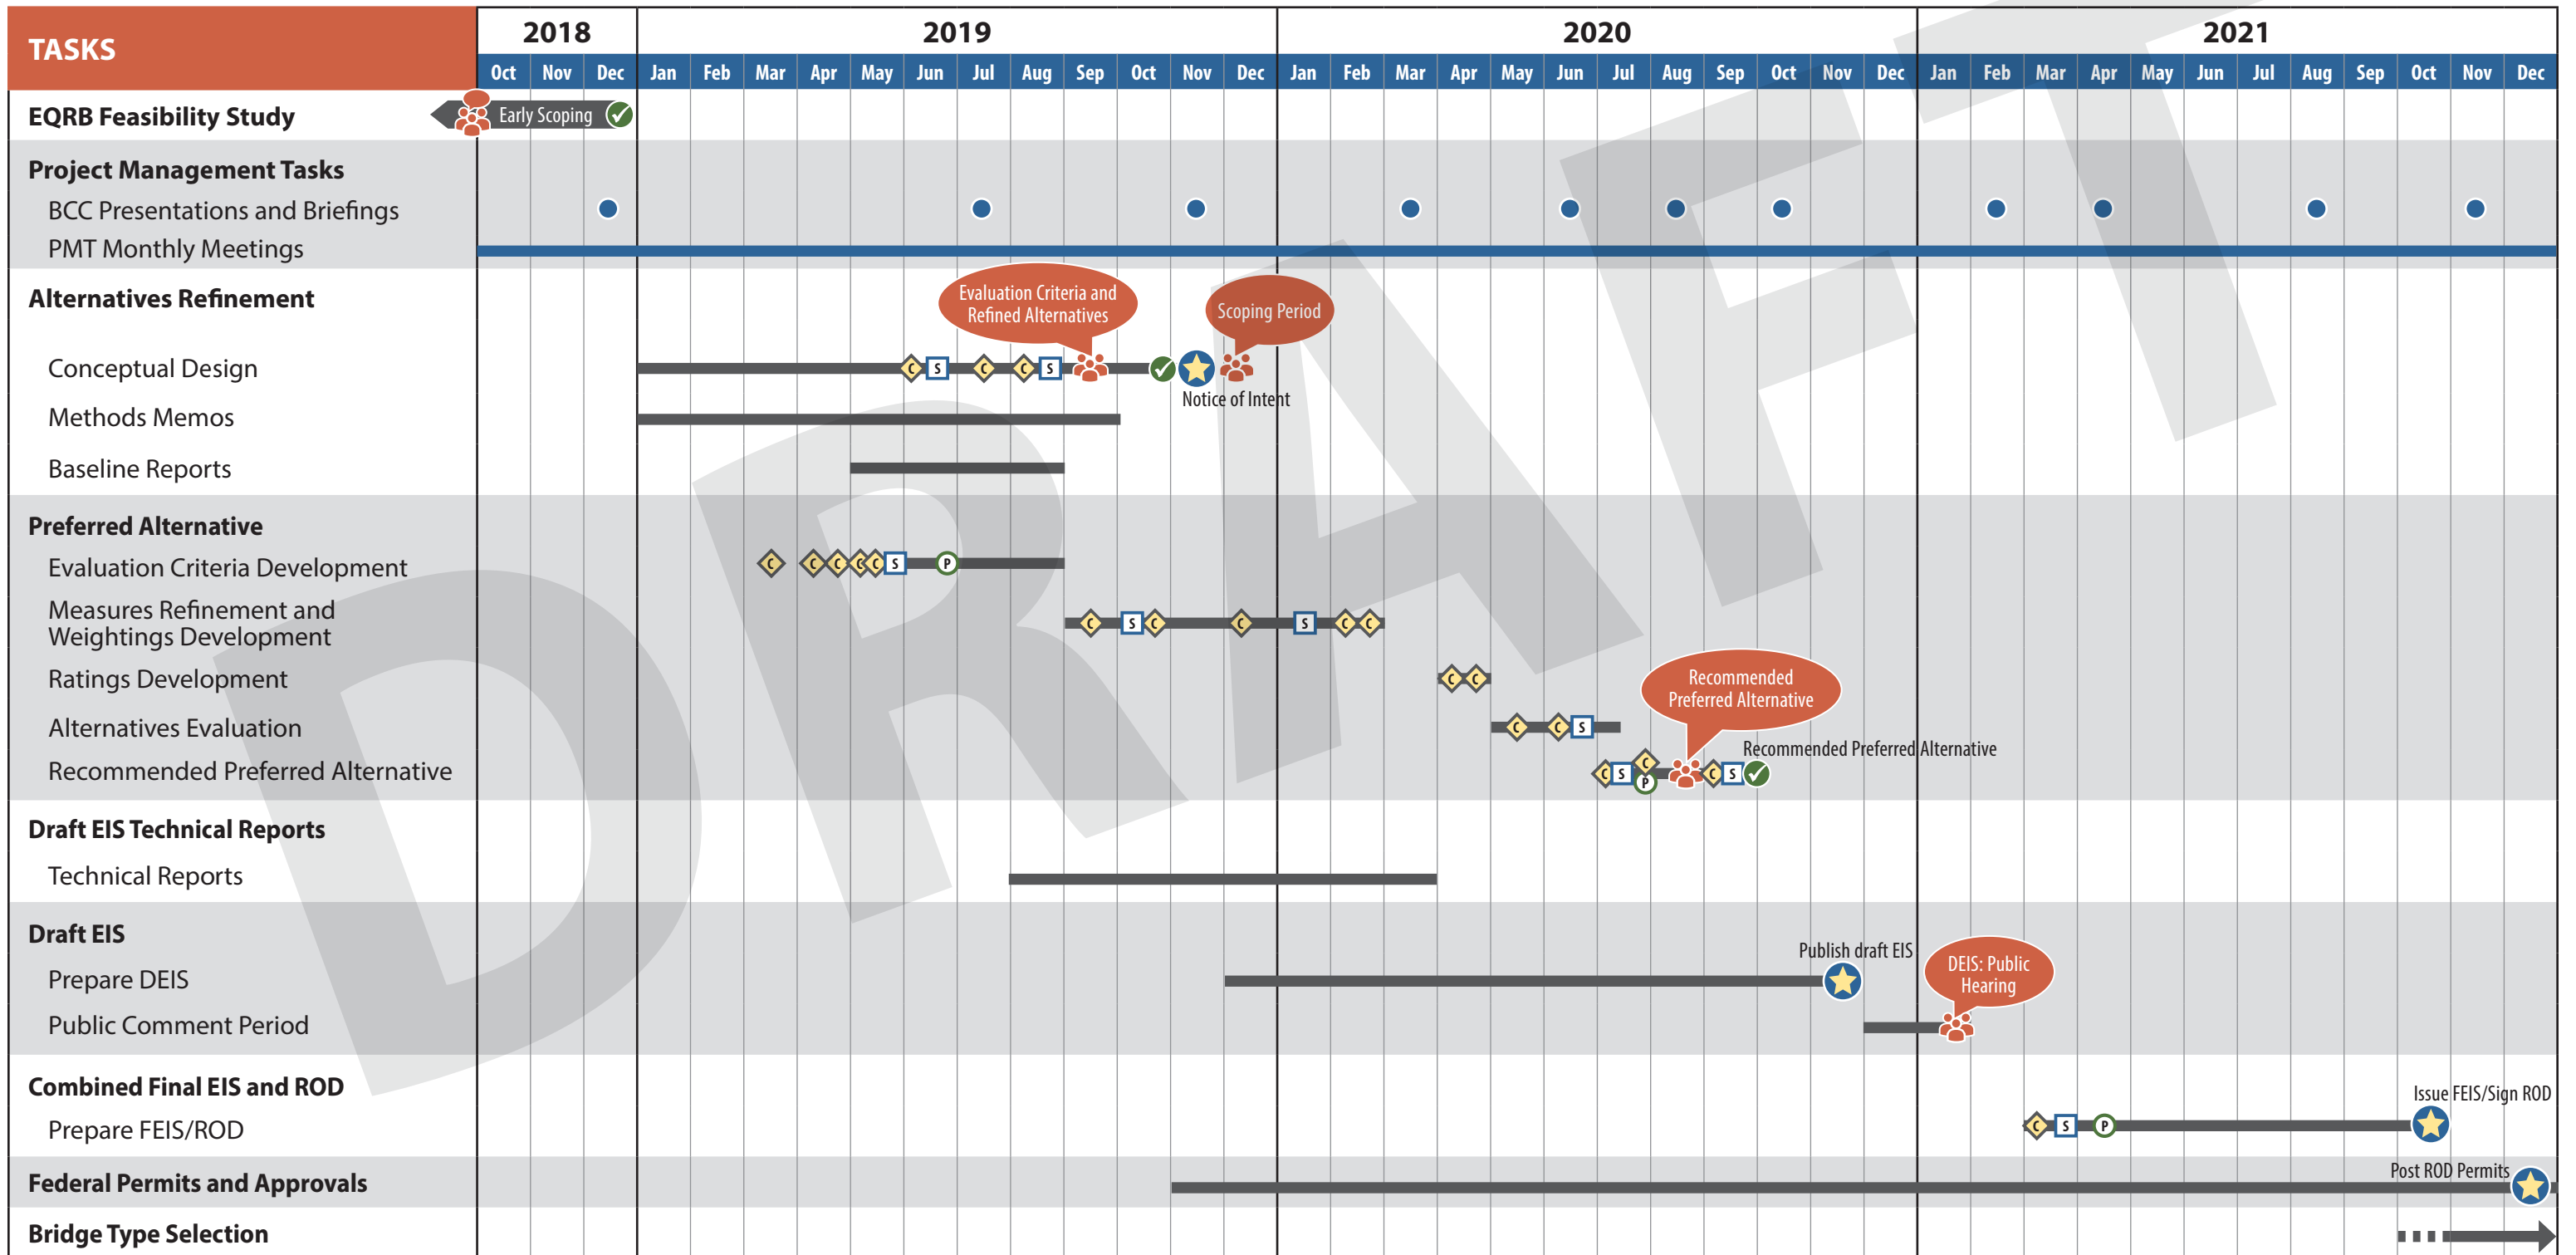 TASKS
2018 2019 2020 2021
Oct Nov Dec Jan Feb Mar Apr May Jun Jul Aug Sep Oct Nov Dec Jan Feb Mar Apr May Jun Jul Aug Sep Oct Nov Dec Jan Feb Mar Apr May Jun Jul Aug Sep Oct Nov Dec
EQRB Feasibility Study
Early Scoping
Project Management Tasks
BCC Presentations and Briefings
PMT Monthly Meetings
Alternatives Refinement
Evaluation Criteria and
Refined Alternatives
Scoping Period
Conceptual Design
C S C C S
Notice of Intent
Methods Memos
Baseline Reports
Preferred Alternative
Evaluation Criteria Development
C C C C C S P
Measures Refinement and
Weightings Development
C S C C S C C
Ratings Development
C C
Recommended
Preferred Alternative
Alternatives Evaluation
C C S
Recommended Preferred Alternative
Recommended Preferred Alternative
C S C P C S
Draft EIS Technical Reports
Technical Reports
Draft EIS
Publish draft EIS
DEIS: Public
Hearing
Prepare DEIS
Public Comment Period
Combined Final EIS and ROD
Issue FEIS/Sign ROD
Prepare FEIS/ROD
C S P
Federal Permits and Approvals
Post ROD Permits
Bridge Type Selection
DRAFT